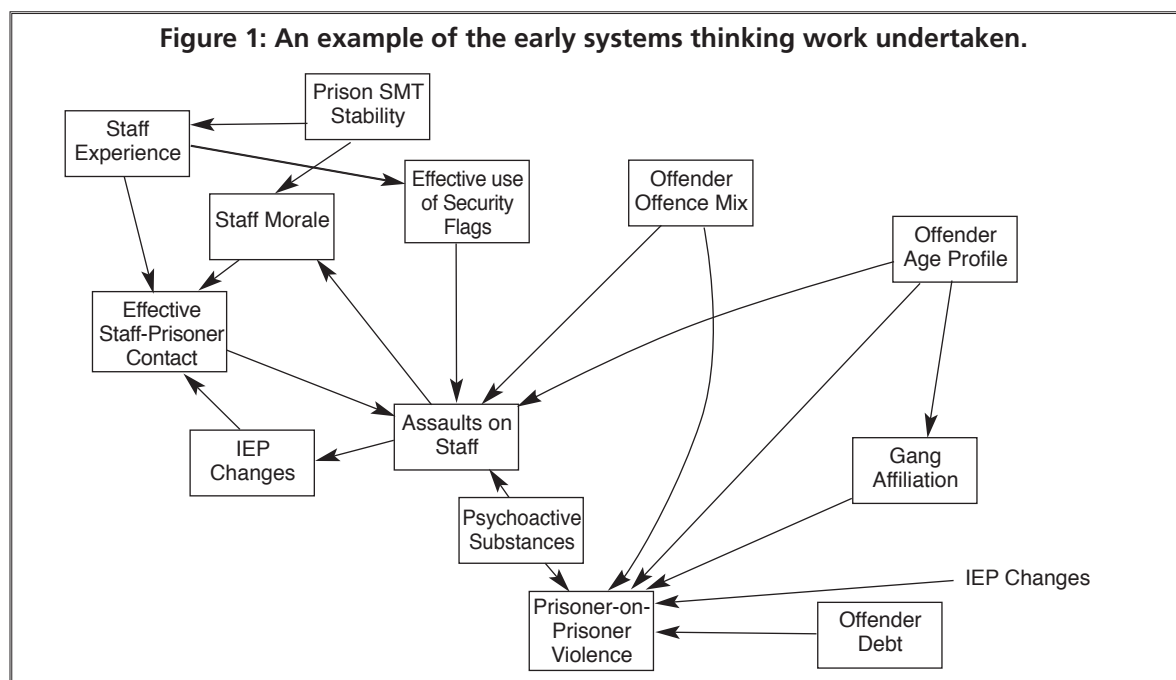 Figure 1: An example of the early systems thinking work undertaken.
Prison SMT
Stability
Staff
Experience
Effective use
of Security
Flags
Offender
Offence Mix
Staff Morale
Offender
Age Profile
Effective
Staff-Prisoner
Contact
Assaults on
Staff
IEP
Changes
Gang
Affiliation
Psychoactive
Substances
IEP Changes
Prisoner-on-
Prisoner
Violence
Offender
Debt